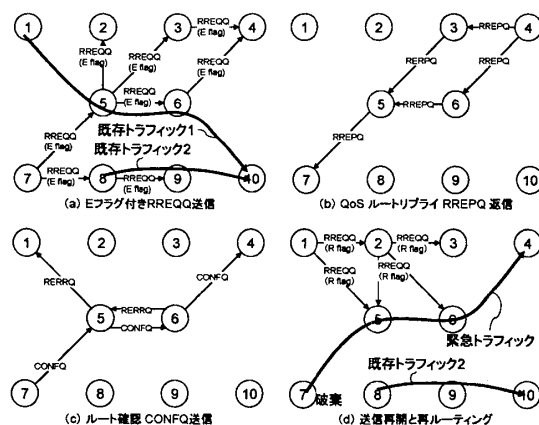 1 2 3 4
RREQQ
(E flag)
RREQQ
(E flag)
RREQQ
(E flag)
RREQQ
(E flag)
5 6
RREQQ
(E flag)
RREQQ
(E flag)
既存トラフィック1
既存トラフィック2
7 8 9 10
RREQQ
(E flag)
RREQQ
(E flag)
(a) Eフラグ付きRREQQ送信
1 2 3 4
RREPQ
RERPQ
RREPQ
5 6
RREPQ
RREPQ
7 8 9 10
(b) QoS ルートリプライ RREPQ 返信
1 2 3 4
RERRQ
CONFQ
5 6
RERRQ
CONFQ
CONFQ
7 8 9 10
(c) ルート確認 CONFQ送信
1 2 3 4
RREQQ
(R flag)
RREQQ
(R flag)
RREQQ
(R flag)
RREQQ
(R flag)
5 6
緊急トラフィック
既存トラフィック2
7 破棄 8 9 10
(d) 送信再開と再ルーティング